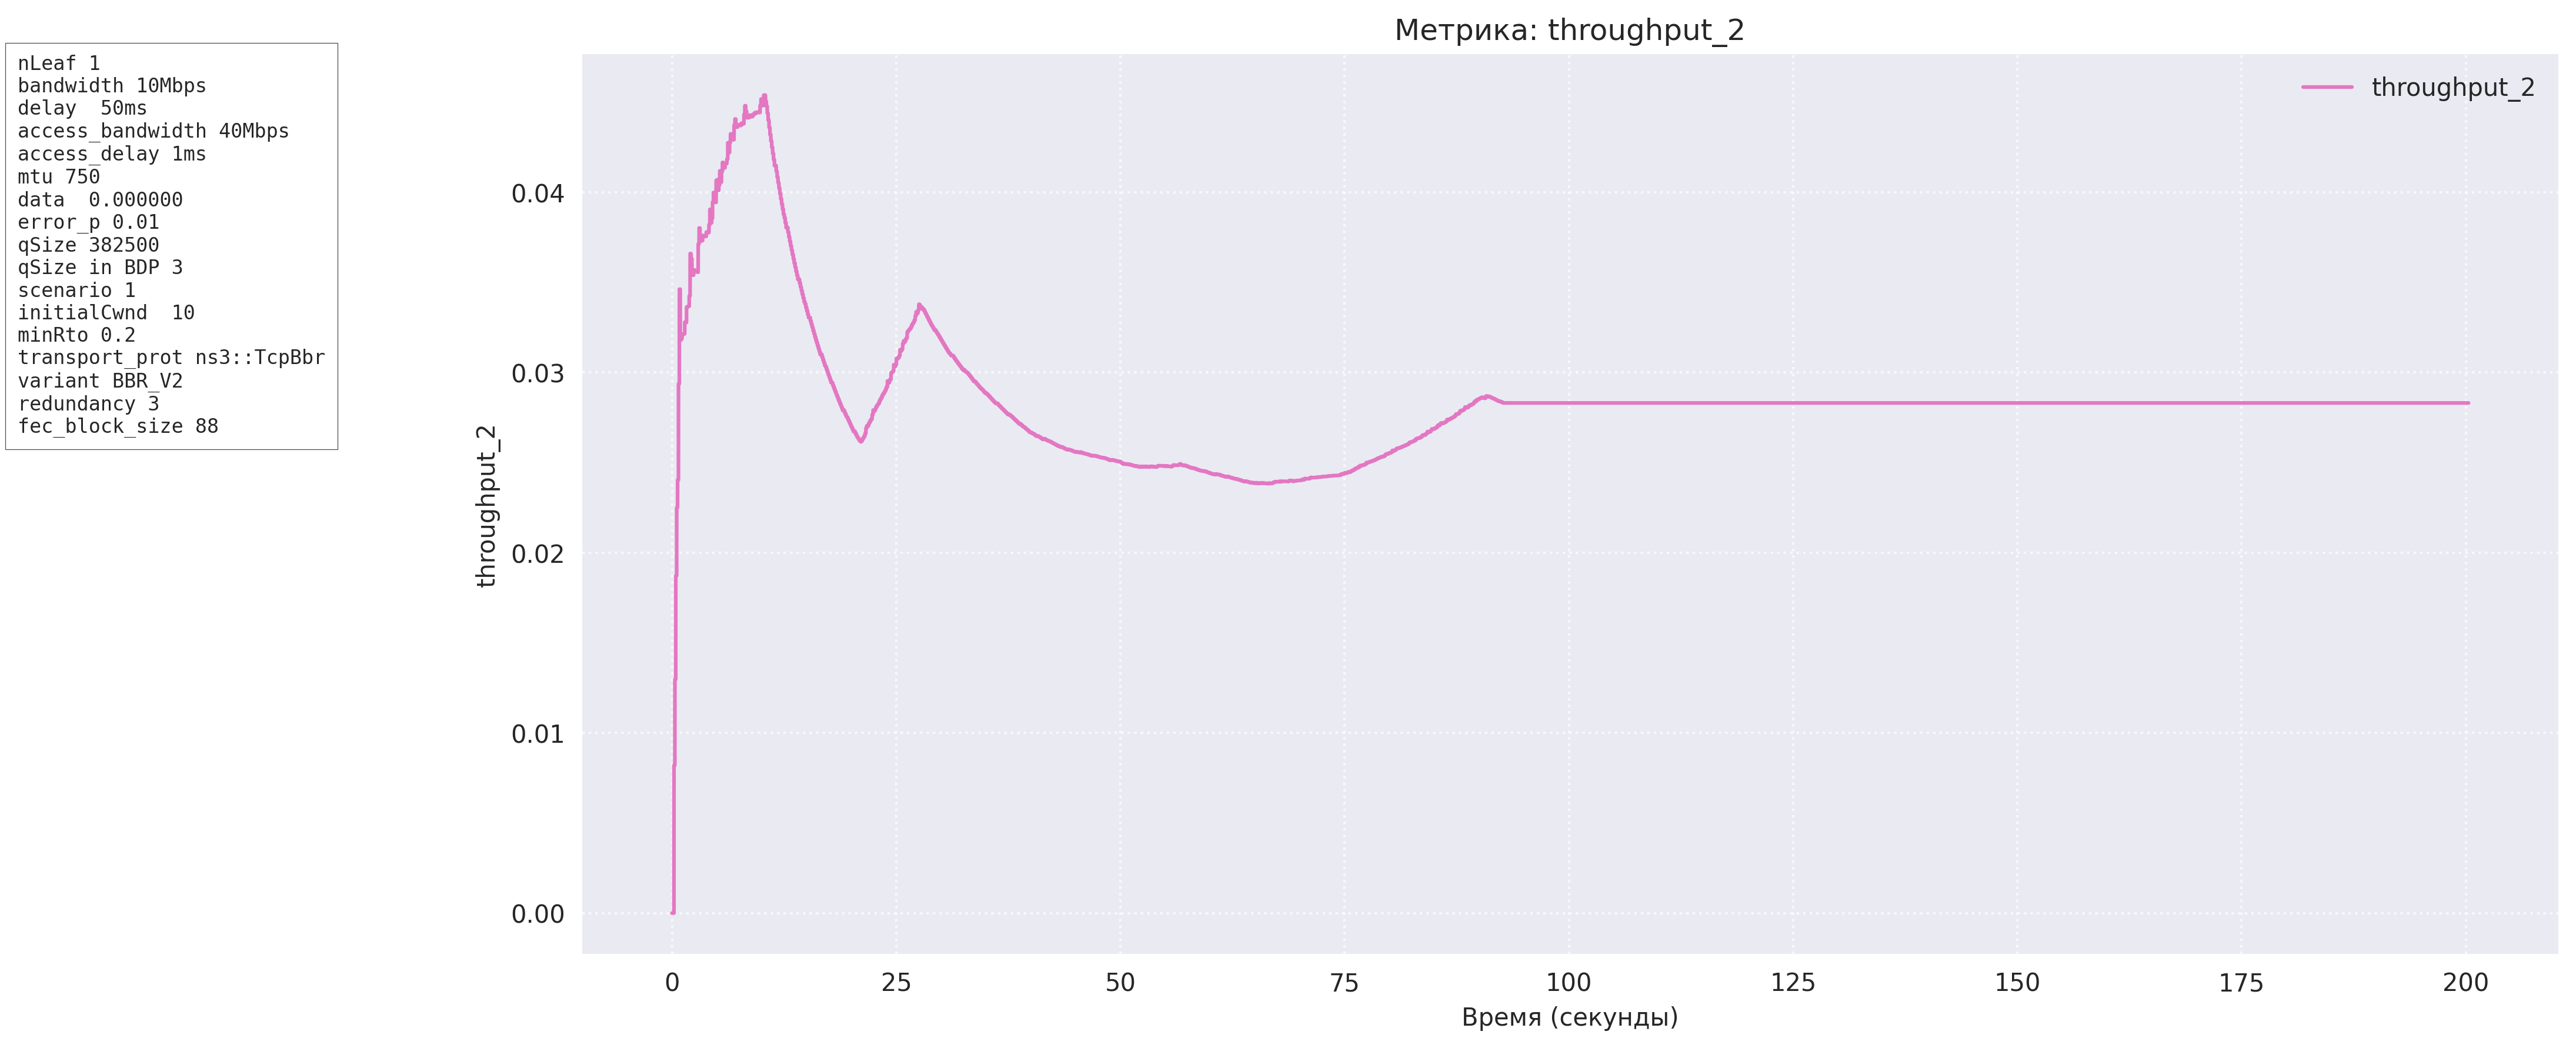 Метрика: throughput_2
nLeaf 1
bandwidth 10Mbps
delay  50ms
access_bandwidth 40Mbps
access_delay 1ms
mtu 750
data  0.000000
error_p 0.01
qSize 382500
qSize in BDP 3
scenario 1
initialCwnd  10
minRto 0.2
transport_prot ns3::TcpBbr
variant BBR_V2
redundancy 3
fec_block_size 88
throughput_2
throughput_2
0.04
0.03
0.02
0.01
0.00
0 25 50 75 100 125 150 175 200
Время (секунды)